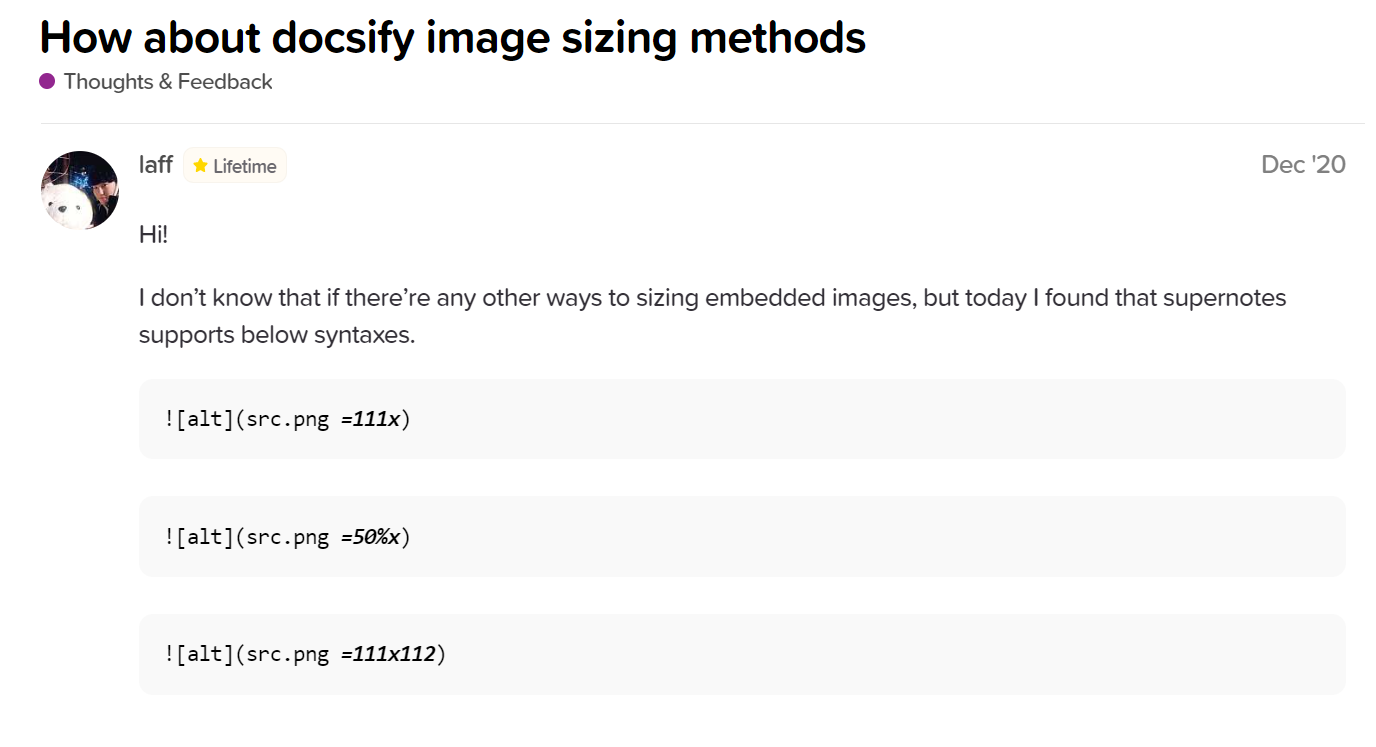 How about docsify image sizing methods
Thoughts & Feedback
laff Lifetime Dec '20
Hi!
I don’t know that if there’re any other ways to sizing embedded images, but today I found that supernotes
supports below syntaxes.
![alt](src.png =111x)
![alt](src.png =50%x)
![alt](src.png =111x112)